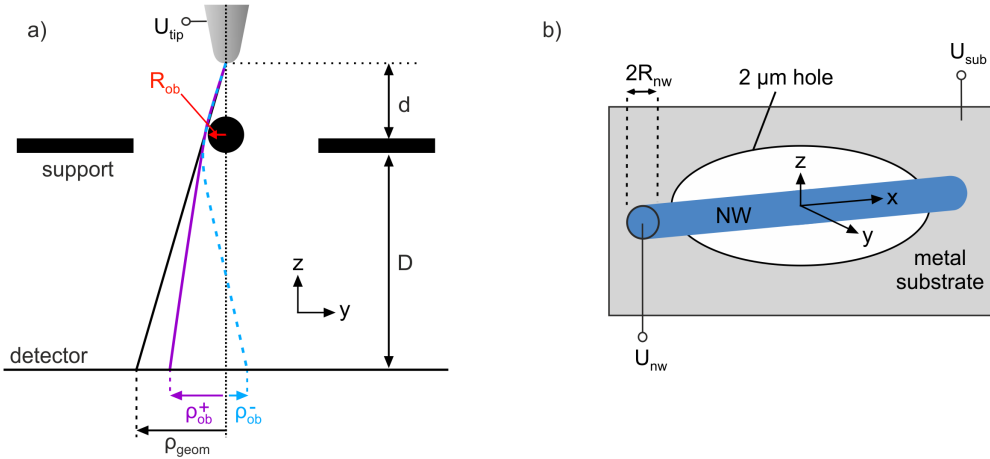 a)
U_tip
R_ob
d
support
z
y
D
detector
ρ_ob^+
ρ_ob^-
ρ_geom
b)
U_sub
2R_nw
2 µm hole
z
NW
x
y
metal
substrate
U_nw